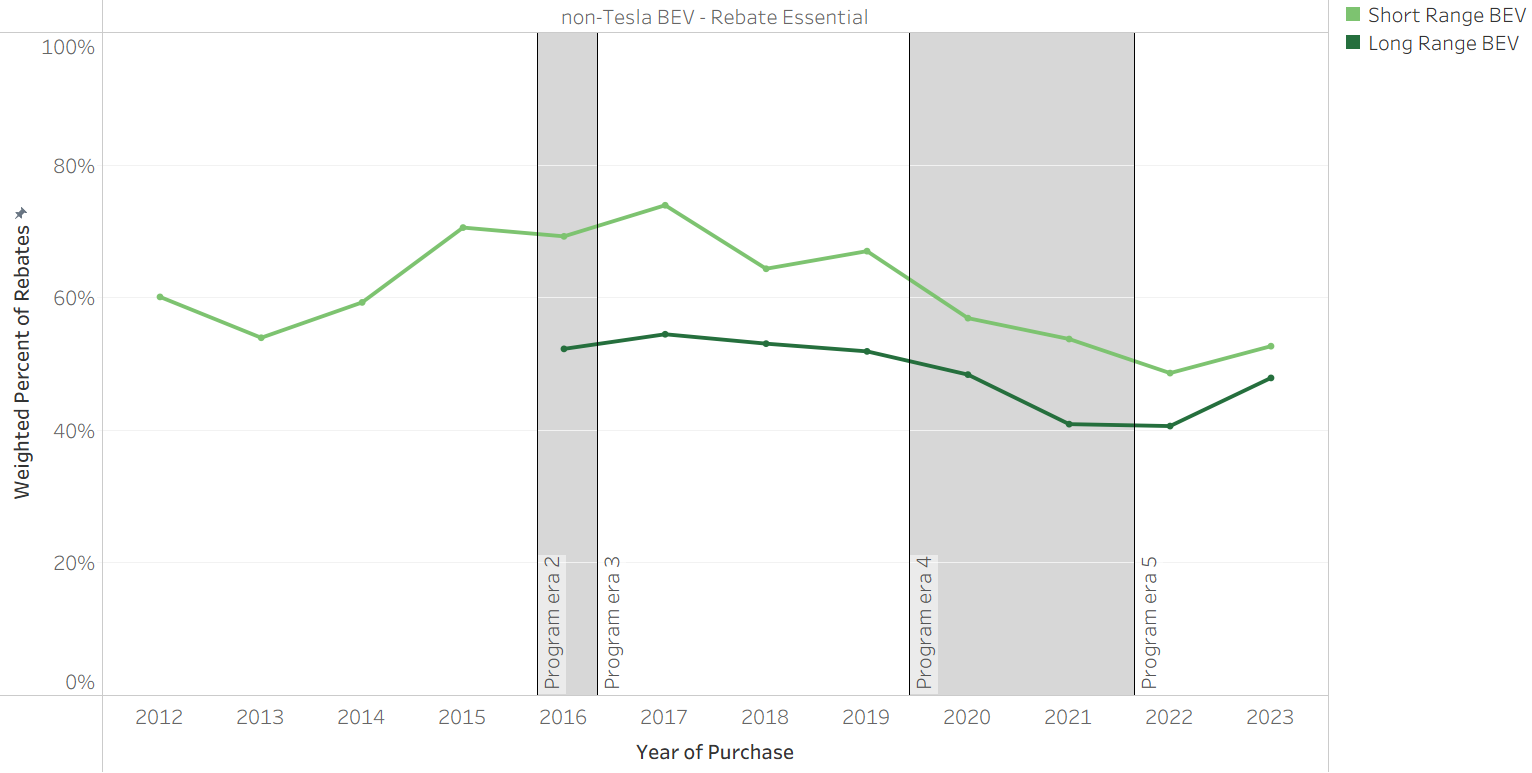 non-Tesla BEV - Rebate Essential
Short Range BEV
Long Range BEV
100%
80%
60%
40%
20%
0%
Weighted Percent of Rebates
Program era 2
Program era 3
Program era 4
Program era 5
2012 2013 2014 2015 2016 2017 2018 2019 2020 2021 2022 2023
Year of Purchase